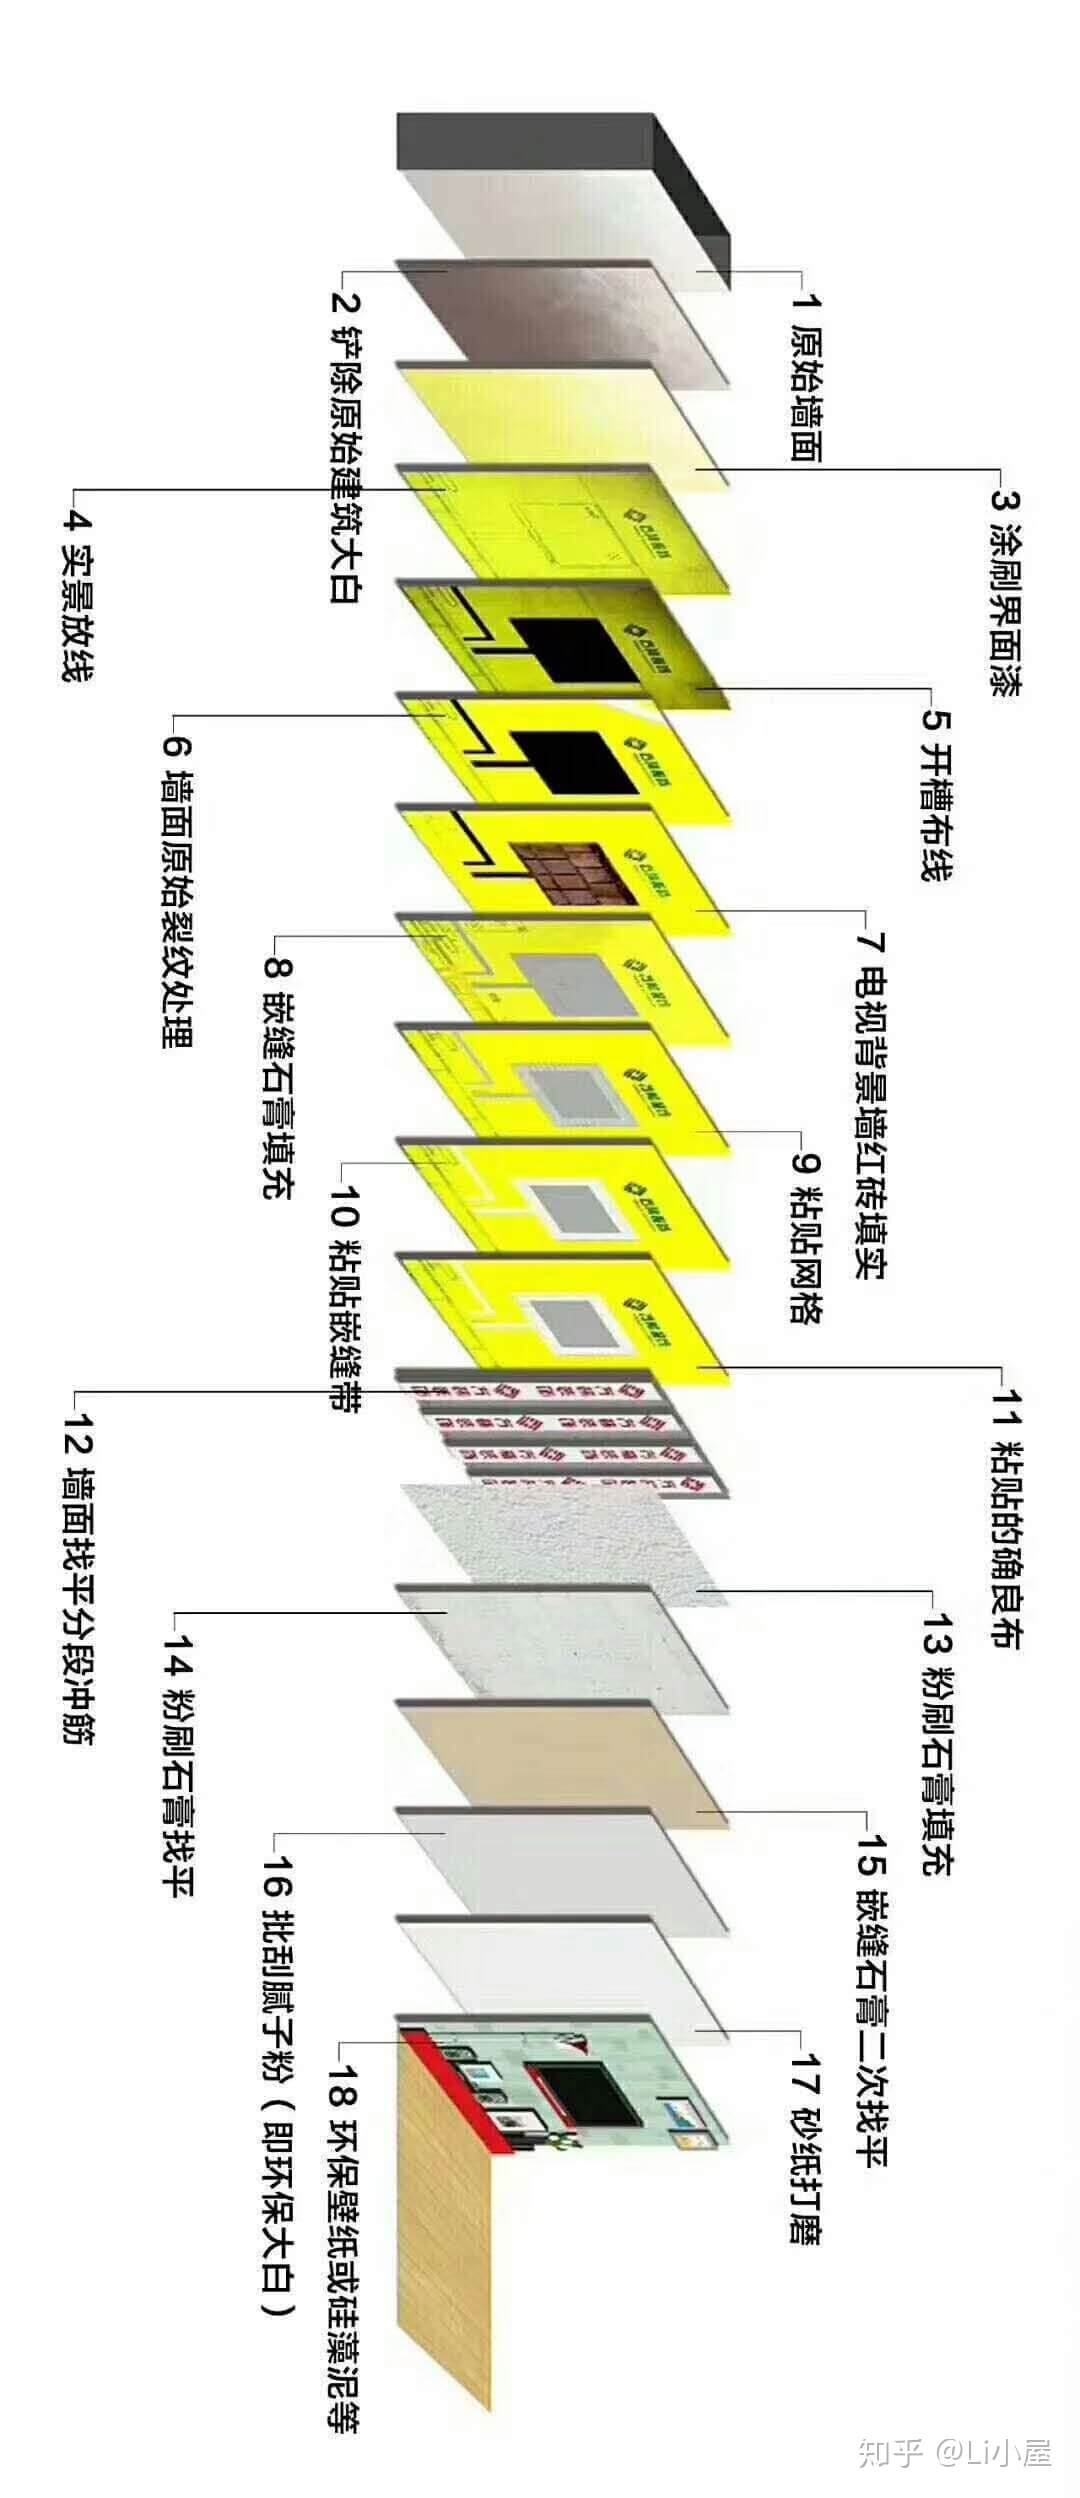 1 原始墙面
2 铲除原始建筑大白
3 涂刷界面漆
4 实景放线
5 开槽布线
6 墙面原始裂纹处理
7 电视背景墙红砖填实
8 嵌缝石膏填充
9 粘贴网格
10 粘贴嵌缝带
11 粘贴的确良布
12 墙面找平分段冲筋
13 粉刷石膏填充
14 粉刷石膏找平
15 嵌缝石膏二次找平
16 批刮腻子粉（即环保大白）
17 砂纸打磨
18 环保壁纸或硅藻泥等
知乎 @Li小屋